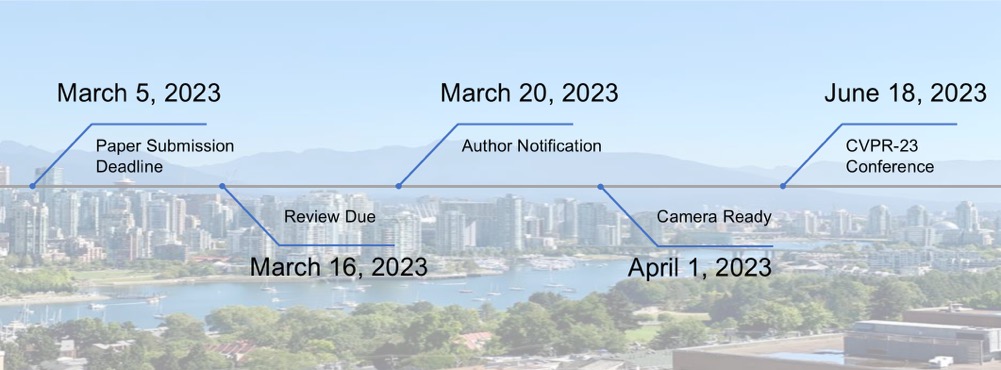 March 5, 2023
Paper Submission
Deadline
Review Due
March 16, 2023
March 20, 2023
Author Notification
Camera Ready
April 1, 2023
June 18, 2023
CVPR-23
Conference